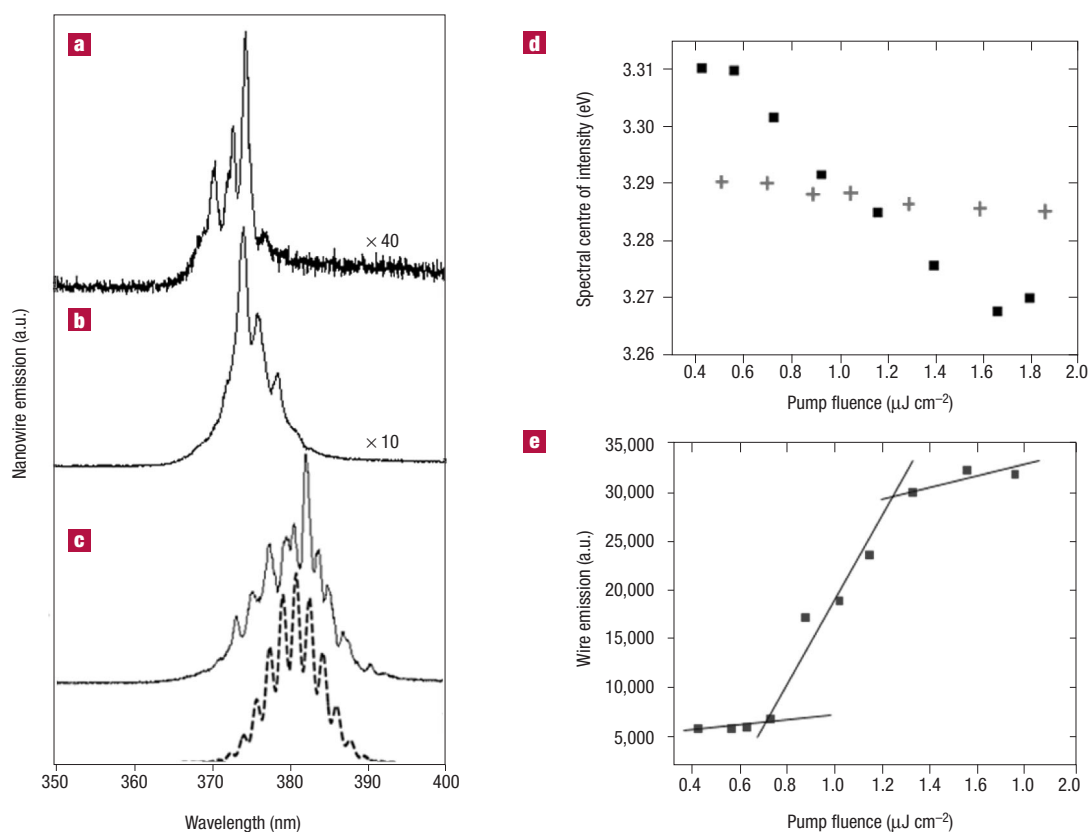 a
× 40
b
× 10
c
Nanowire emission (a.u.)
350 360 370 380 390 400
Wavelength (nm)
d
3.31
3.30
3.29
3.28
3.27
3.26
Spectral centre of intensity (eV)
0.4 0.6 0.8 1.0 1.2 1.4 1.6 1.8 2.0
Pump fluence (μJ cm–2)
e
35,000
30,000
25,000
20,000
15,000
10,000
5,000
Wire emission (a.u.)
0.4 0.6 0.8 1.0 1.2 1.4 1.6 1.0 2.0
Pump fluence (μJ cm–2)